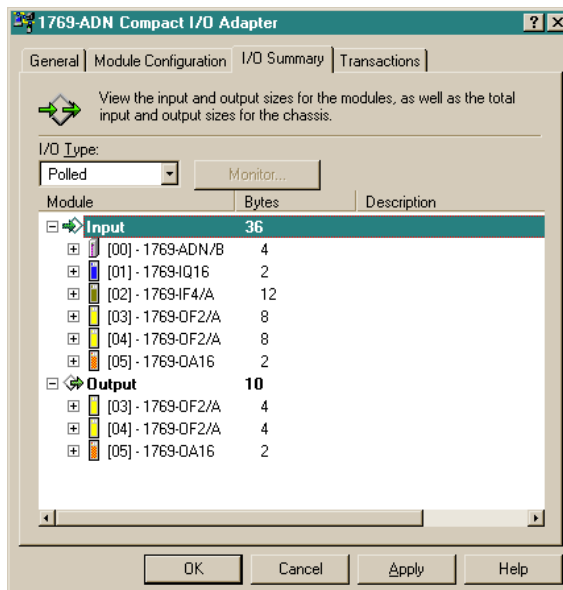 1769-ADN Compact I/O Adapter
General Module Configuration I/O Summary Transactions
View the input and output sizes for the modules, as well as the total
input and output sizes for the chassis.
I/O Type:
Polled Monitor...
Module Bytes Description
Input 36
[00] - 1769-ADN/B 4
[01] - 1769-IQ16 2
[02] - 1769-IF4/A 12
[03] - 1769-OF2/A 8
[04] - 1769-OF2/A 8
[05] - 1769-OA16 2
Output 10
[03] - 1769-OF2/A 4
[04] - 1769-OF2/A 4
[05] - 1769-OA16 2
OK Cancel Apply Help